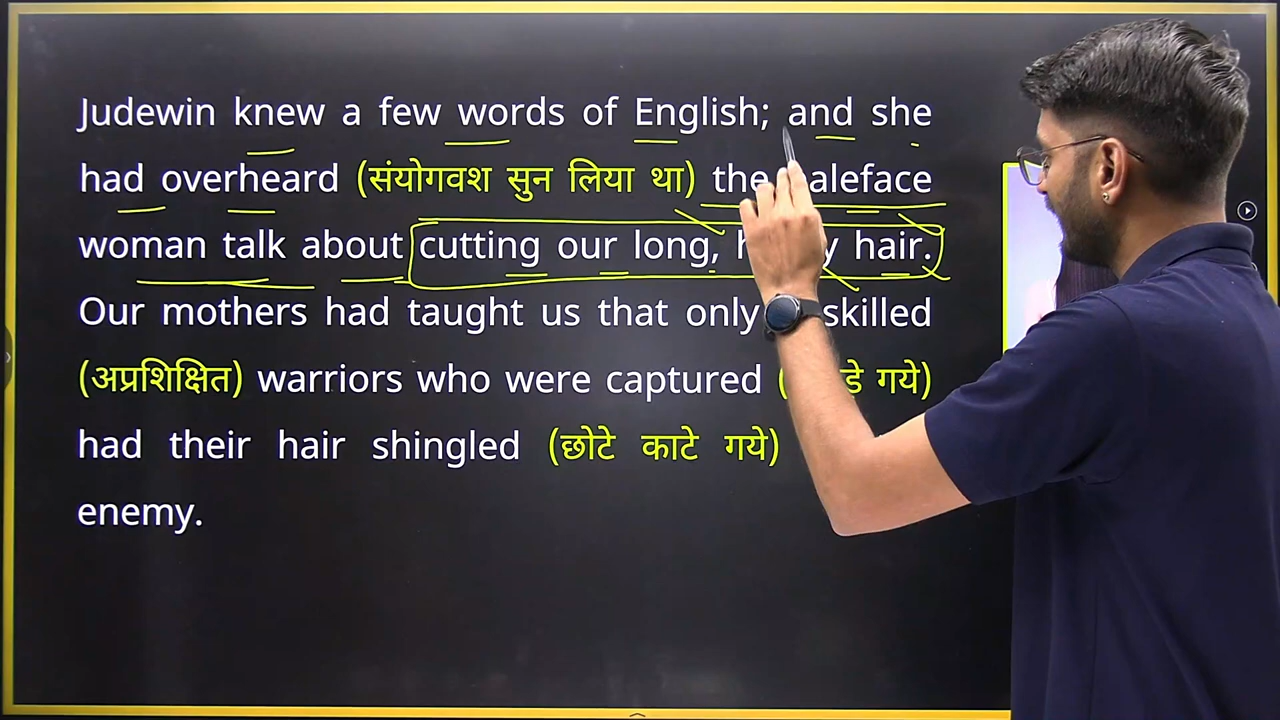 Judewin knew a few words of English; and she
had overheard (संयोगवश सुन लिया था) the paleface
woman talk about cutting our long, hair.
Our mothers had taught us that only skilled
(अप्रशिक्षित) warriors who were captured गये)
had their hair shingled (छोटे काटे गये)
enemy.